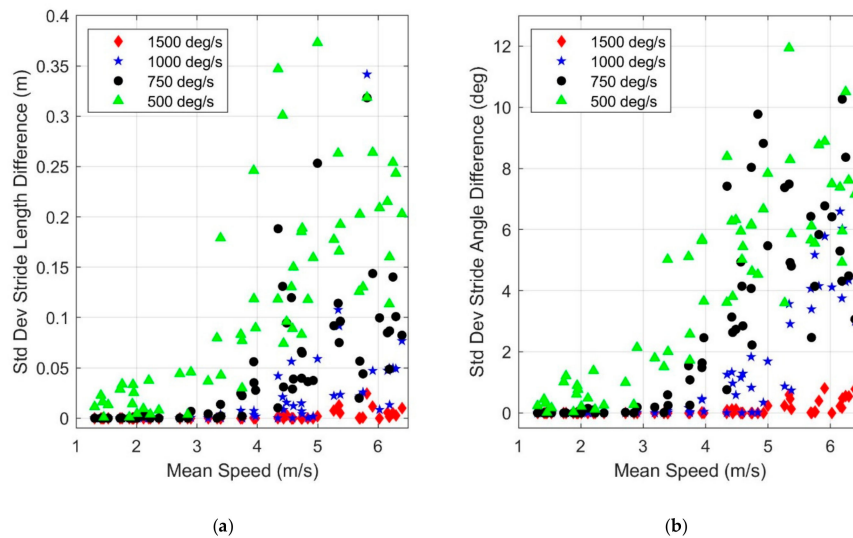 0.4
0.35
0.3
0.25
0.2
0.15
0.1
0.05
0
Std Dev Stride Length Difference (m)
1500 deg/s
1000 deg/s
750 deg/s
500 deg/s
1 2 3 4 5 6
Mean Speed (m/s)
(a)
12
10
8
6
4
2
0
Std Dev Stride Angle Difference (deg)
1500 deg/s
1000 deg/s
750 deg/s
500 deg/s
1 2 3 4 5 6
Mean Speed (m/s)
(b)